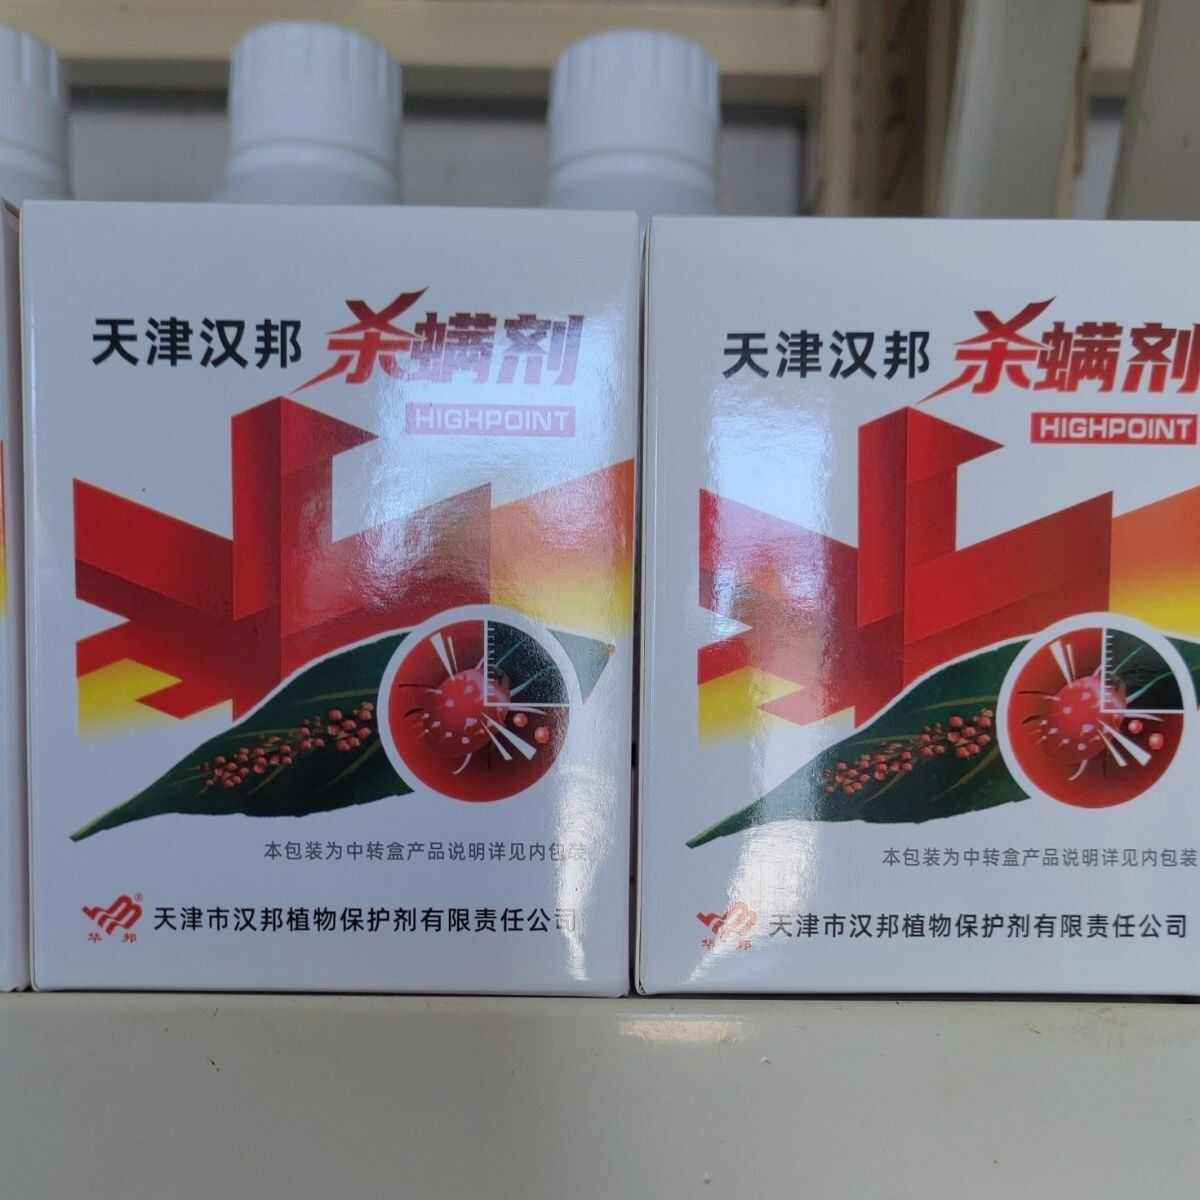 天津汉邦 杀螨剂
HIGHPOINT
本包装为中转盒产品说明详见内包装
华邦 天津市汉邦植物保护剂有限责任公司
天津汉邦 杀螨剂
HIGHPOINT
本包装为中转盒产品说明详见内包装
华邦 天津市汉邦植物保护剂有限责任公司